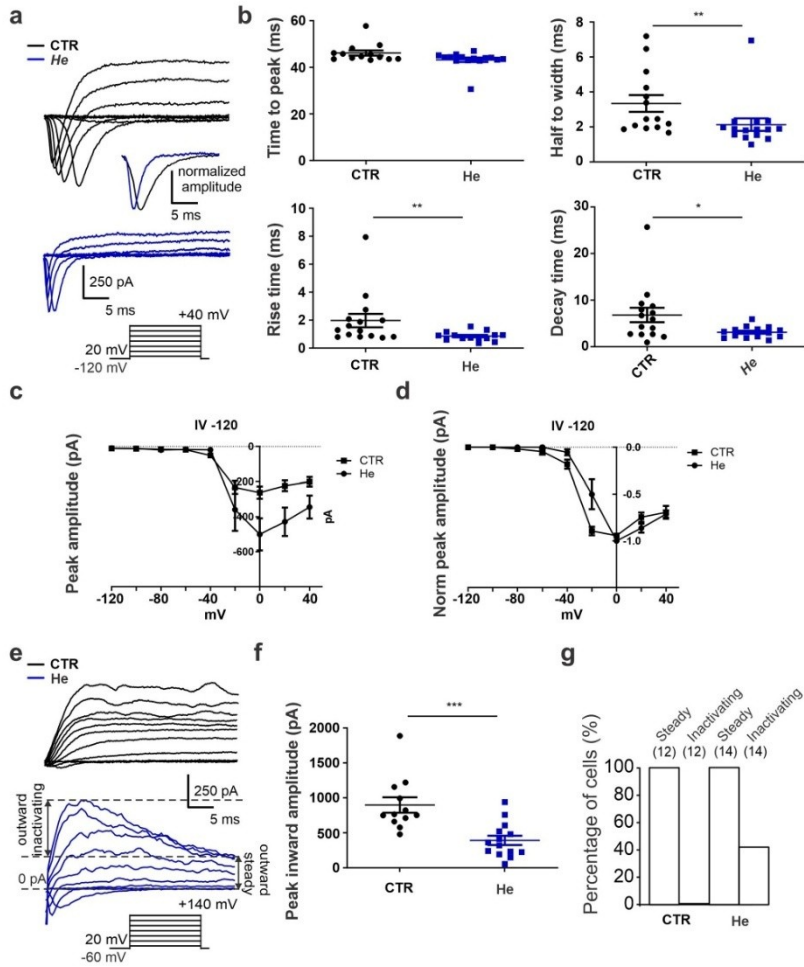 a
CTR
He
normalized
amplitude
5 ms
250 pA
5 ms
+40 mV
20 mV
-120 mV
b
Time to peak (ms)
60
40
20
0
CTR
He
Half to width (ms)
8
6
4
2
0
**
CTR
He
Rise time (ms)
10
8
6
4
2
0
**
CTR
He
Decay time (ms)
30
20
10
0
*
CTR
He
c
IV -120
Peak amplitude (pA)
0
-200
-400
-600
pA
CTR
He
-120
-80
-40
0
40
mV
d
IV -120
Norm peak amplitude (pA)
0.0
-0.5
-1.0
CTR
He
-120
-80
-40
0
40
mV
e
CTR
He
250 pA
5 ms
outward
inactivating
0 pA
outward
steady
+140 mV
20 mV
-60 mV
f
Peak inward amplitude (pA)
2000
1500
1000
500
0
***
CTR
He
g
Percentage of cells (%)
100
80
60
40
20
0
Steady
(12)
Inactivating
(12)
Steady
(14)
Inactivating
(14)
CTR
He